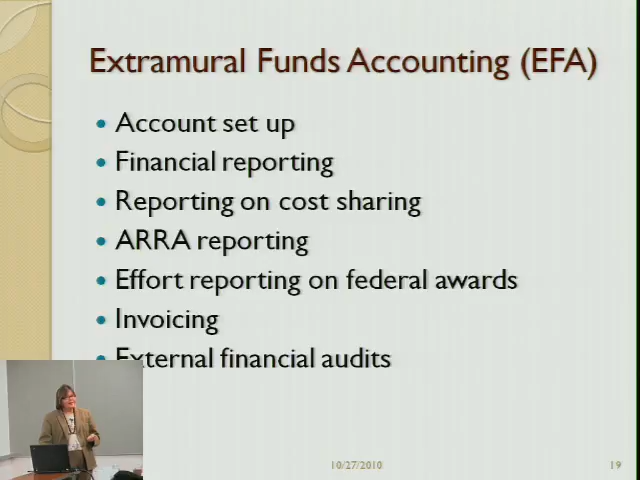 Extramural Funds Accounting (EFA)
Account set up
Financial reporting
Reporting on cost sharing
ARRA reporting
Effort reporting on federal awards
Invoicing
External financial audits
10/27/2010
19